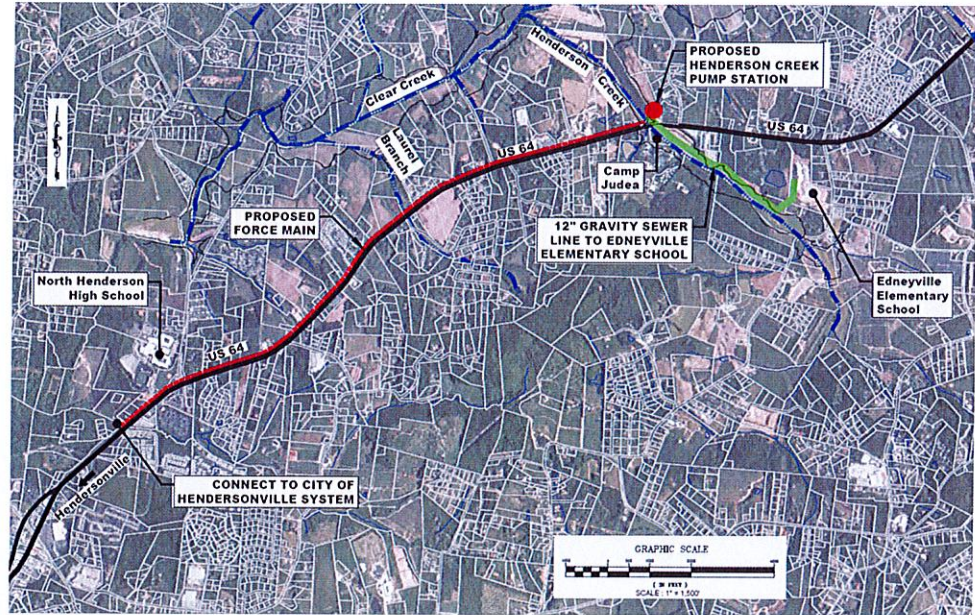 PROPOSED
HENDERSON CREEK
PUMP STATION
Henderson
Creek
Clear Creek
Laurel
Branch
US 64
US 64
Camp
Judea
PROPOSED
FORCE MAIN
12" GRAVITY SEWER
LINE TO EDNEYVILLE
ELEMENTARY SCHOOL
North Henderson
High School
Edneyville
Elementary
School
US 64
CONNECT TO CITY OF
HENDERSONVILLE SYSTEM
Hendersonville
GRAPHIC SCALE
( IN FEET )
SCALE : 1" = 1,500'